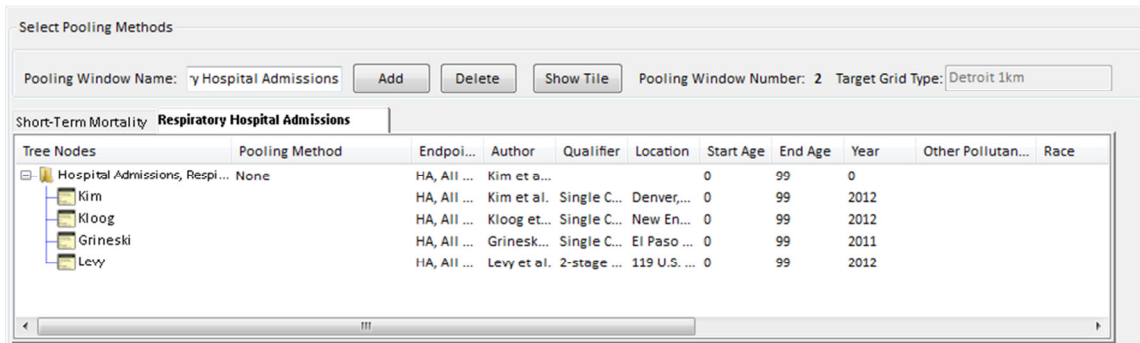 Select Pooling Methods
Pooling Window Name: y Hospital Admissions Add Delete Show Tile Pooling Window Number: 2 Target Grid Type: Detroit 1km
Short-Term Mortality Respiratory Hospital Admissions
Tree Nodes Pooling Method Endpoi... Author Qualifier Location Start Age End Age Year Other Pollutan... Race
Hospital Admissions, Respi... None HA, All ... Kim et a... 0 99 0
Kim HA, All ... Kim et al. Single C... Denver,... 0 99 2012
Kloog HA, All ... Kloog et... Single C... New En... 0 99 2012
Grineski HA, All ... Grinesk... Single C... El Paso ... 0 99 2011
Levy HA, All ... Levy et al. 2-stage ... 119 U.S. ... 0 99 2012